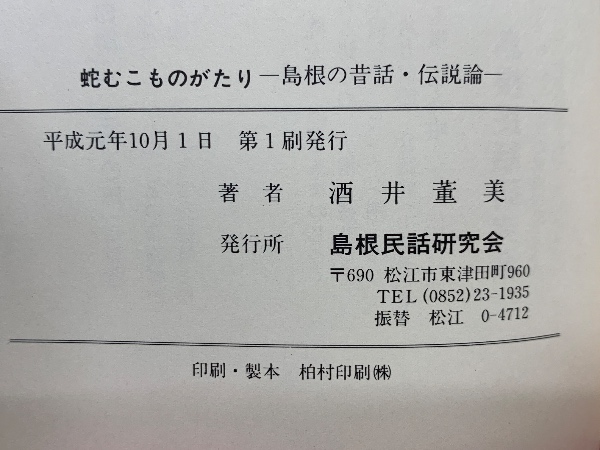 蛇むこものがたり―島根の昔話・伝説論―
平成元年10月1日 第1刷発行
著者 酒井董美
発行所 島根民話研究会
〒690 松江市東津田町960
TEL(0852)23-1935
振替 松江 0-4712
印刷・製本 柏村印刷㈱